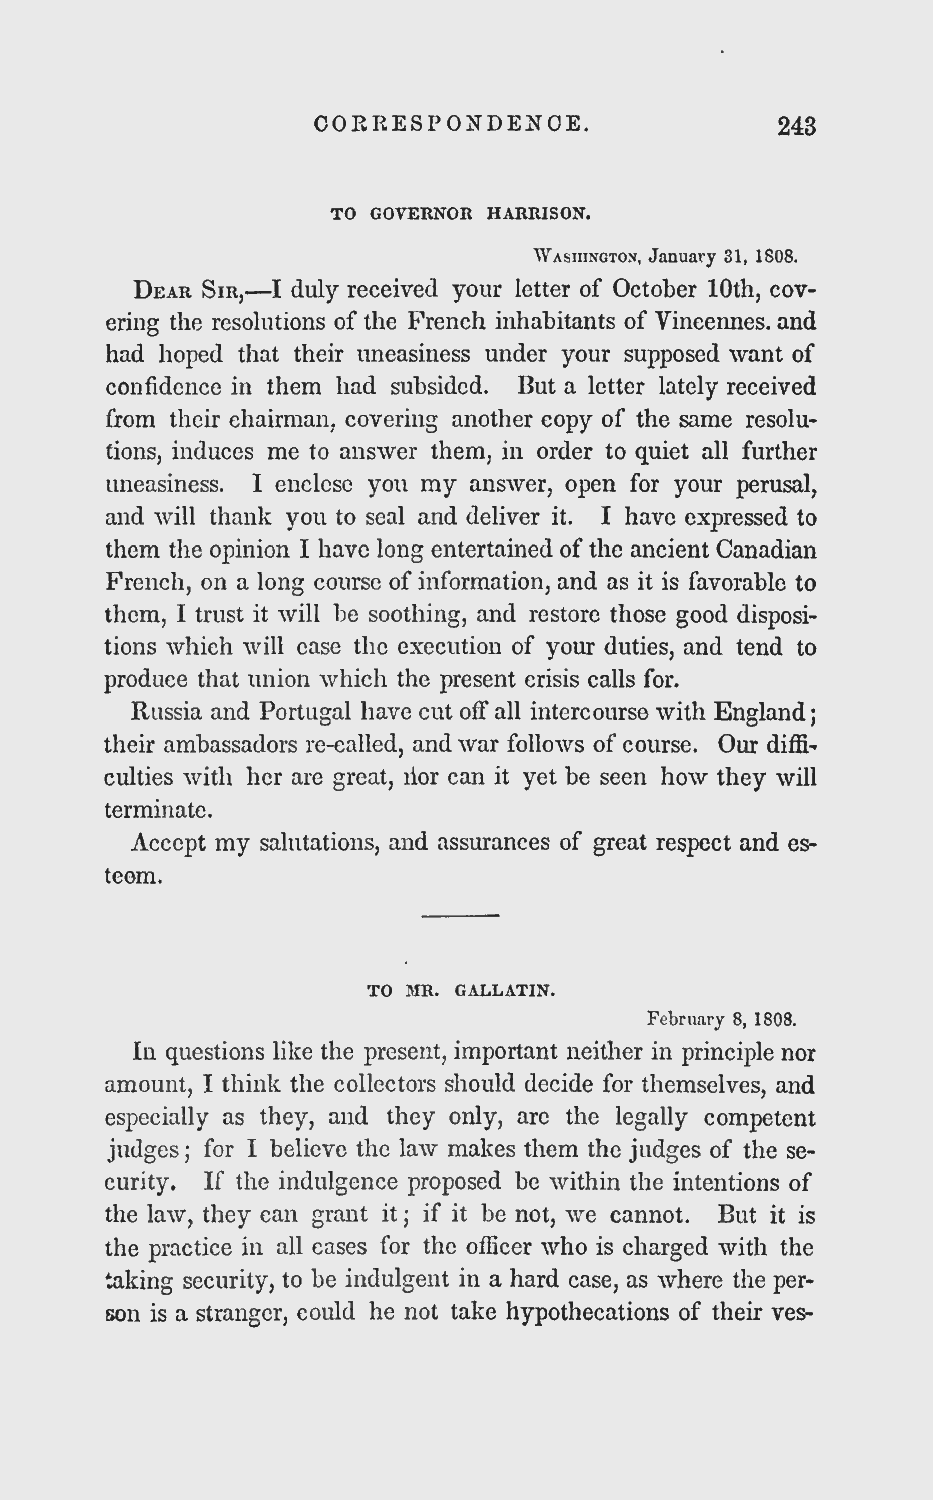 CORRESPONDENCE. 243
TO GOVERNOR HARRISON.
Washington, January 31, 1808.
Dear Sir,—I duly received your letter of October 10th, cov-
ering the resolutions of the French inhabitants of Vincennes. and
had hoped that their uneasiness under your supposed want of
confidence in them had subsided. But a letter lately received
from their chairman, covering another copy of the same resolu-
tions, induces me to answer them, in order to quiet all further
uneasiness. I enclose you my answer, open for your perusal,
and will thank you to seal and deliver it. I have expressed to
them the opinion I have long entertained of the ancient Canadian
French, on a long course of information, and as it is favorable to
them, I trust it will be soothing, and restore those good disposi-
tions which will ease the execution of your duties, and tend to
produce that union which the present crisis calls for.
Russia and Portugal have cut off all intercourse with England;
their ambassadors re-called, and war follows of course. Our diffi-
culties with her are great, nor can it yet be seen how they will
terminate.
Accept my salutations, and assurances of great respect and es-
teem.
TO MR. GALLATIN.
February 8, 1808.
In questions like the present, important neither in principle nor
amount, I think the collectors should decide for themselves, and
especially as they, and they only, are the legally competent
judges; for I believe the law makes them the judges of the se-
curity. If the indulgence proposed be within the intentions of
the law, they can grant it; if it be not, we cannot. But it is
the practice in all cases for the officer who is charged with the
taking security, to be indulgent in a hard case, as where the per-
son is a stranger, could he not take hypothecations of their ves-